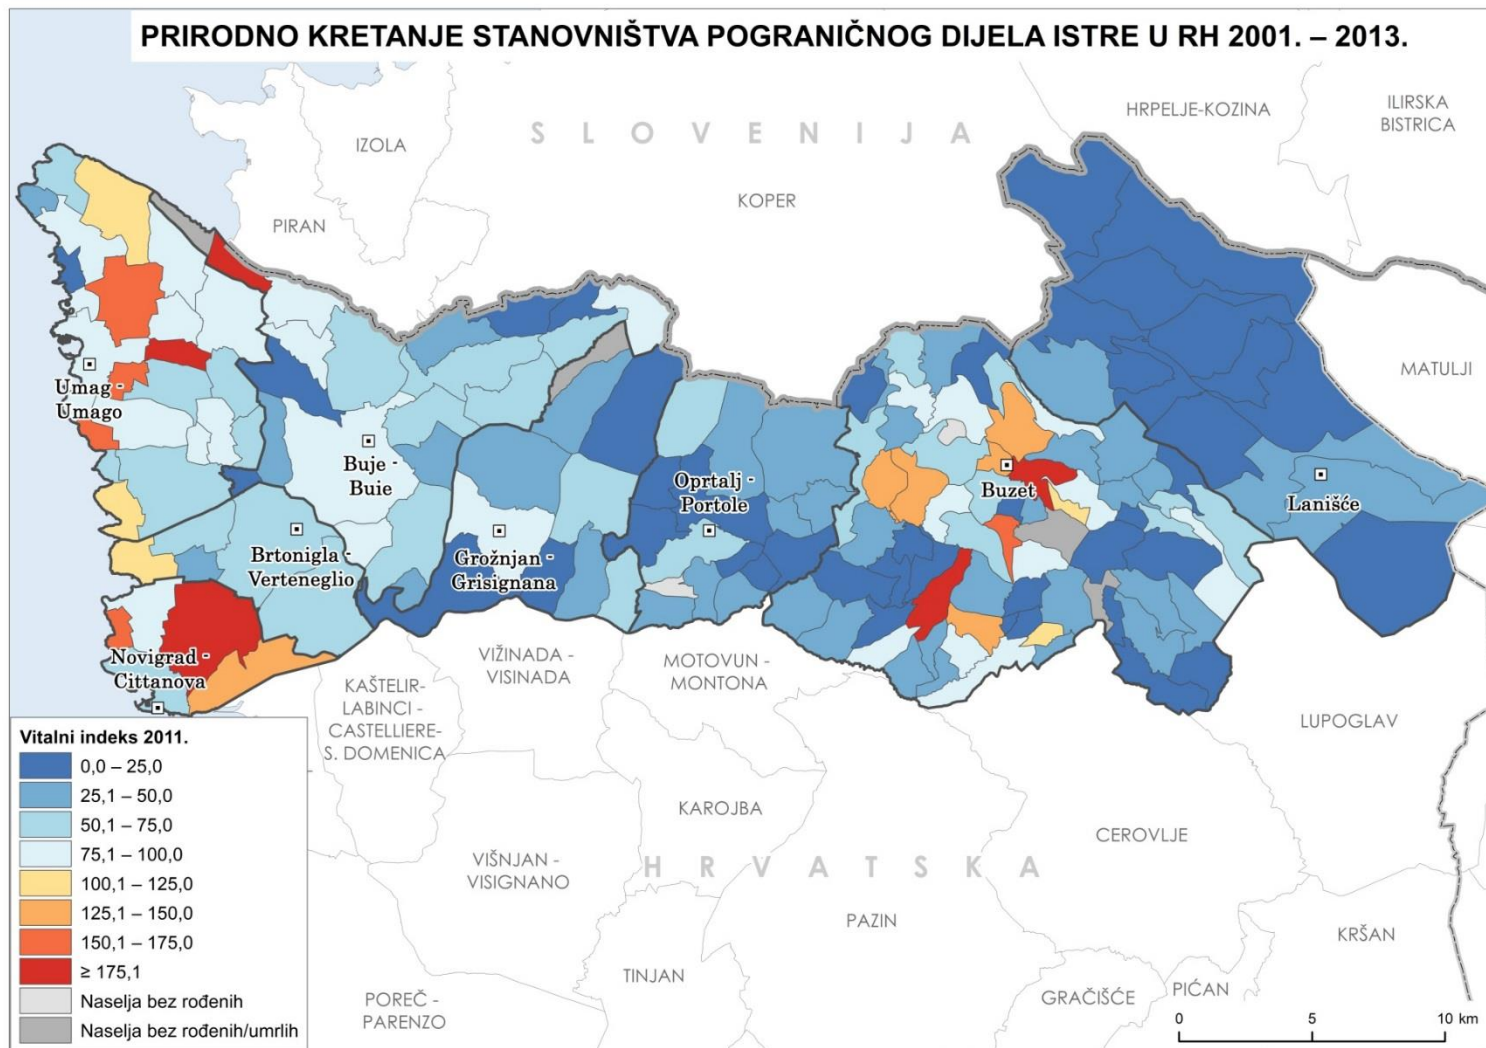 PRIRODNO KRETANJE STANOVNIŠTVA POGRANIČNOG DIJELA ISTRE U RH 2001. – 2013.
HRPELJE-KOZINA
ILIRSKA
BISTRICA
IZOLA
SLOVENIJA
KOPER
PIRAN
MATULJI
Umag -
Umago
Buje -
Buie
Oprtalj -
Portole
Buzet
Lanišće
Brtonigla -
Verteneglio
Grožnjan -
Grisignana
Novigrad -
Cittanova
VIŽINADA -
VISINADA
MOTOVUN -
MONTONA
KAŠTELIR-
LABINCI -
CASTELLIERE-
S. DOMENICA
LUPOGLAV
KAROJBA
CEROVLJE
VIŠNJAN -
VISIGNANO
HRVATSKA
PAZIN
KRŠAN
TINJAN
GRAČIŠĆE
PIĆAN
POREČ -
PARENZO
Vitalni indeks 2011.
0,0 – 25,0
25,1 – 50,0
50,1 – 75,0
75,1 – 100,0
100,1 – 125,0
125,1 – 150,0
150,1 – 175,0
≥ 175,1
Naselja bez rođenih
Naselja bez rođenih/umrlih
0 5 10 km